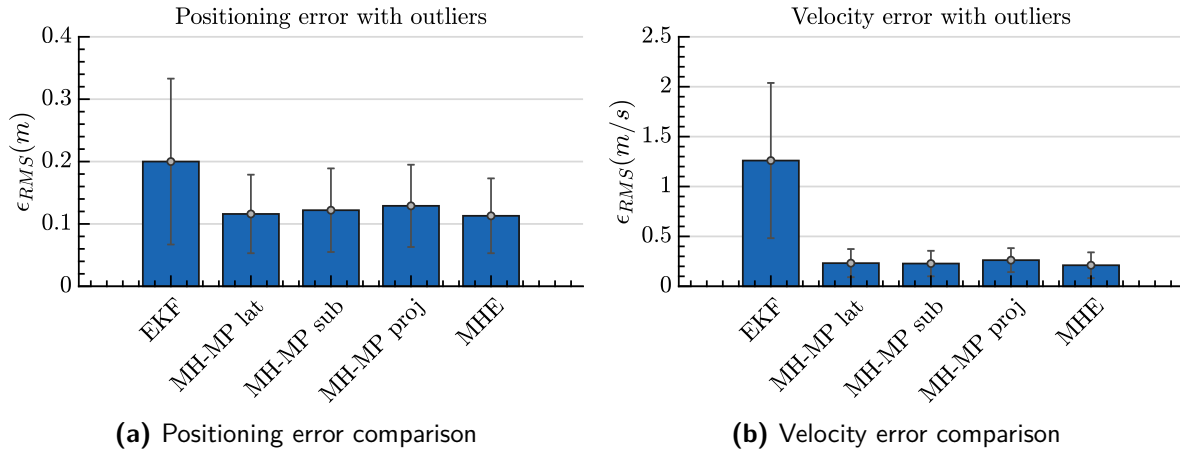 Positioning error with outliers
ϵ_RMS(m)
0.4
0.3
0.2
0.1
0
EKF
MH-MP lat
MH-MP sub
MH-MP proj
MHE
(a) Positioning error comparison
Velocity error with outliers
ϵ_RMS(m/s)
2.5
2
1.5
1
0.5
0
EKF
MH-MP lat
MH-MP sub
MH-MP proj
MHE
(b) Velocity error comparison